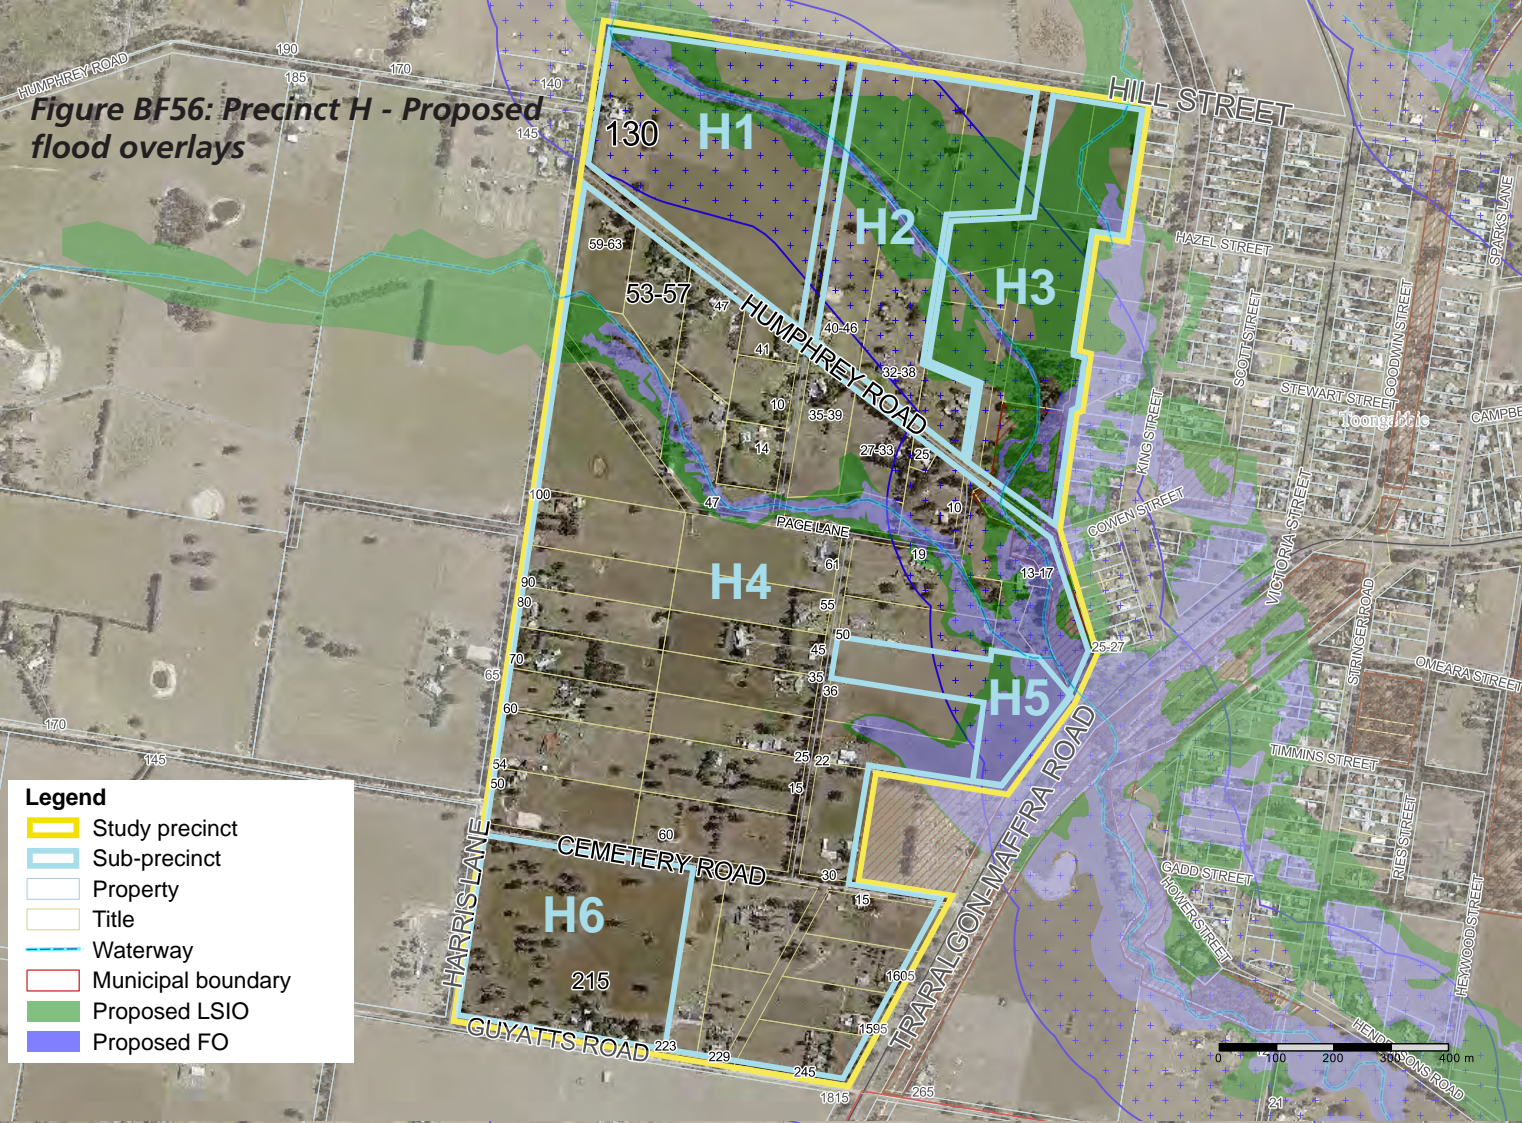 Figure BF56: Precinct H - Proposed
flood overlays
HUMPHREY ROAD
190
185
170
140
145
HILL STREET
130
H1
H2
H3
59-63
53-57
47
HUMPHREY ROAD
40-46
41
32-38
10
35-39
14
27-33
25
HAZEL STREET
SPARKS LANE
SCOTT STREET
GOODWIN STREET
STEWART STREET
Toongabbie
KING STREET
COWEN STREET
VICTORIA STREET
STRINGER ROAD
OMEARA STREET
100
47
PAGE LANE
10
19
13-17
61
H4
90
80
55
50
45
25-27
70
65
35
36
H5
60
170
145
54
50
25
22
15
TIMMINS STREET
RIES STREET
GADD STREET
HOWER STREET
HEYWOOD STREET
TRARALGON-MAFFRA ROAD
60
CEMETERY ROAD
30
15
HARRIS LANE
H6
215
1605
1595
GUYATTS ROAD
223
229
245
1815
265
21
HENDERSONS ROAD
0
100
200
300
400 m
Legend
Study precinct
Sub-precinct
Property
Title
Waterway
Municipal boundary
Proposed LSIO
Proposed FO